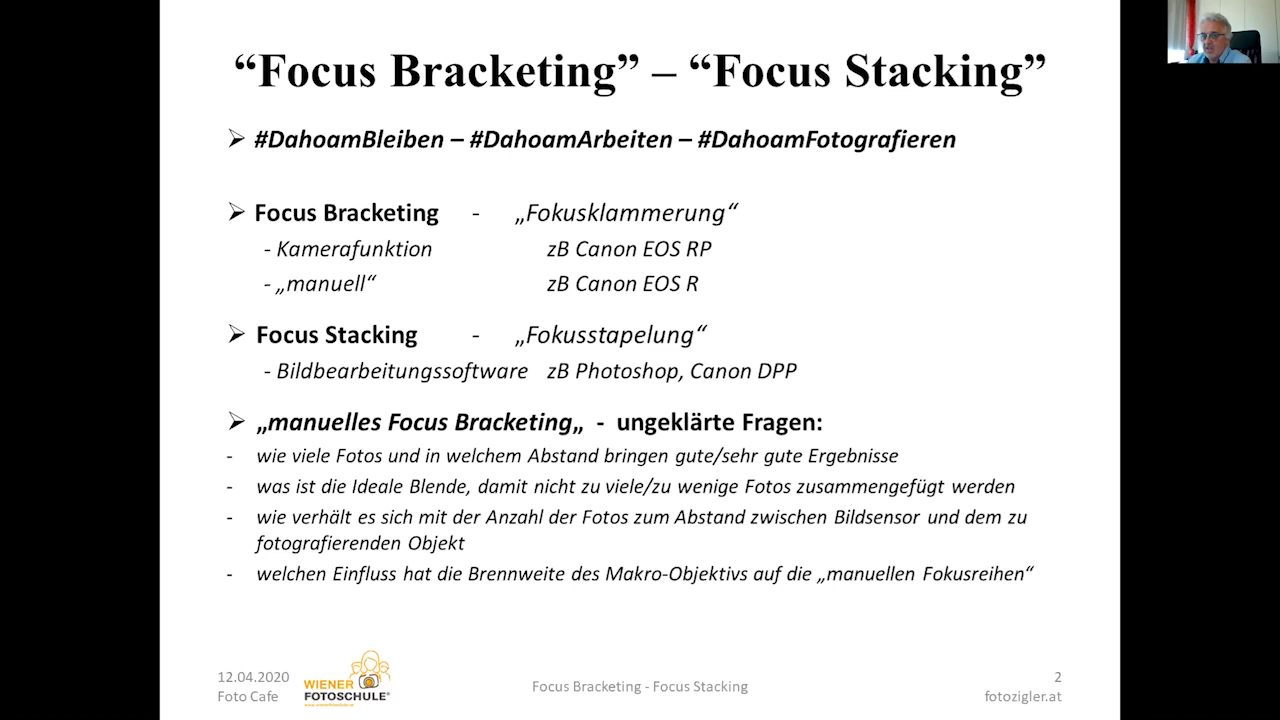 “Focus Bracketing” – “Focus Stacking”
#DahoamBleiben – #DahoamArbeiten – #DahoamFotografieren
Focus Bracketing - „Fokusklammerung“
- Kamerafunktion zB Canon EOS RP
- „manuell“ zB Canon EOS R
Focus Stacking - „Fokusstapelung“
- Bildbearbeitungssoftware zB Photoshop, Canon DPP
„manuelles Focus Bracketing„ - ungeklärte Fragen:
- wie viele Fotos und in welchem Abstand bringen gute/sehr gute Ergebnisse
- was ist die Ideale Blende, damit nicht zu viele/zu wenige Fotos zusammengefügt werden
- wie verhält es sich mit der Anzahl der Fotos zum Abstand zwischen Bildsensor und dem zu
fotografierenden Objekt
- welchen Einfluss hat die Brennweite des Makro-Objektivs auf die „manuellen Fokusreihen“
12.04.2020
Foto Cafe
WIENER
FOTOSCHULE®
www.wienerfotoschule.at
Focus Bracketing - Focus Stacking
2
fotozigler.at